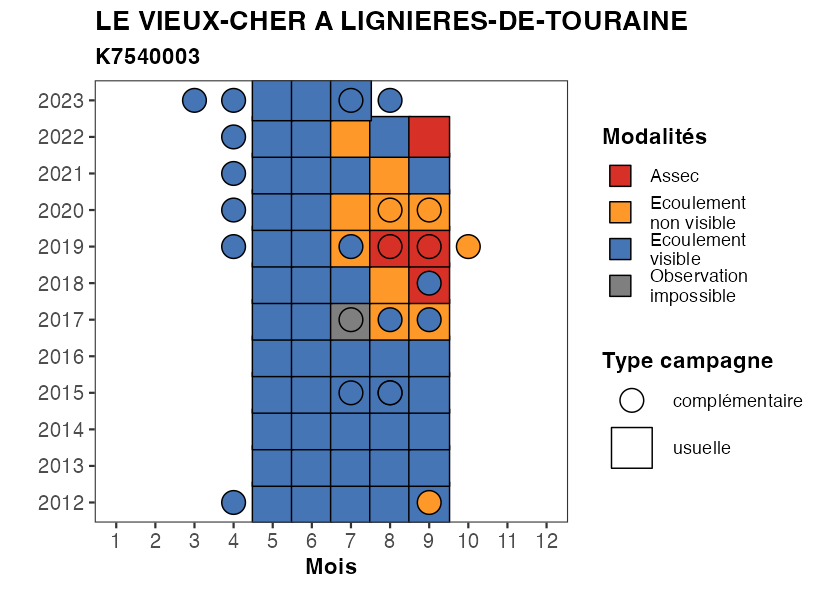 LE VIEUX-CHER A LIGNIERES-DE-TOURAINE
K7540003
2023
2022
2021
2020
2019
2018
2017
2016
2015
2014
2013
2012
1 2 3 4 5 6 7 8 9 10 11 12
Mois
Modalités
Assec
Ecoulement
non visible
Ecoulement
visible
Observation
impossible
Type campagne
complémentaire
usuelle